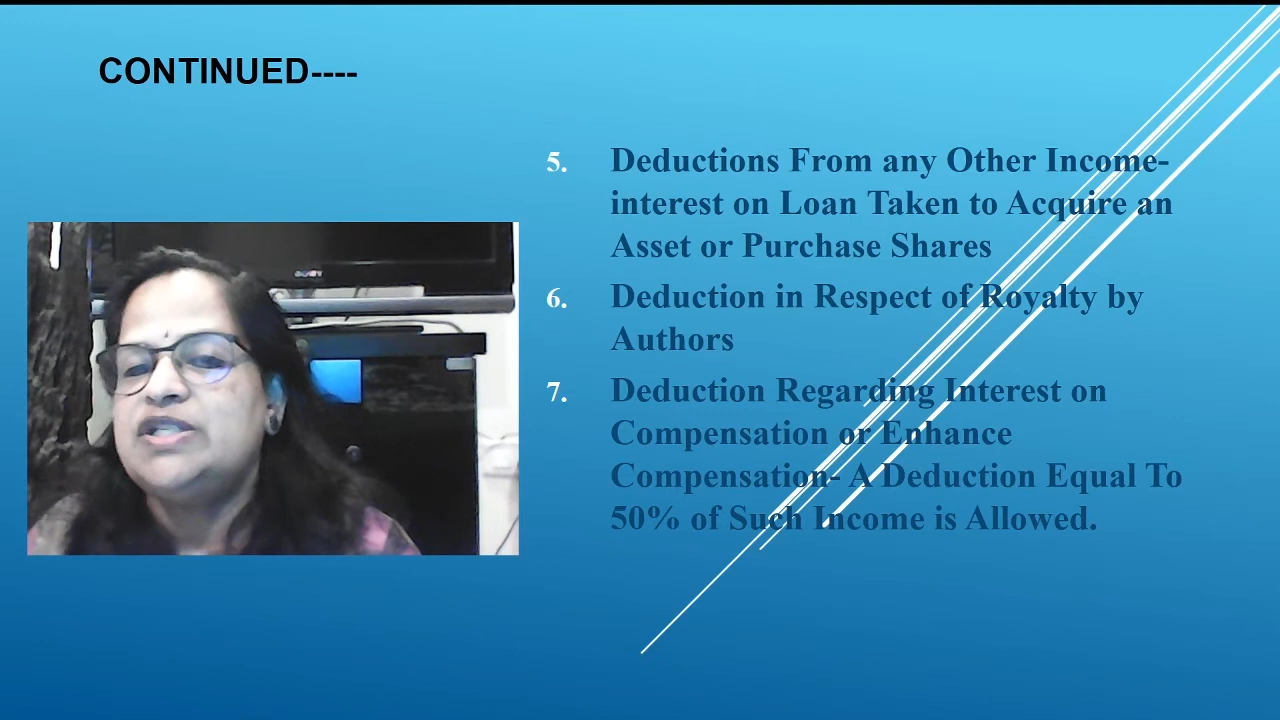 CONTINUED----
5. Deductions From any Other Income-
interest on Loan Taken to Acquire an
Asset or Purchase Shares
6. Deduction in Respect of Royalty by
Authors
7. Deduction Regarding Interest on
Compensation or Enhance
Compensation- A Deduction Equal To
50% of Such Income is Allowed.
SONY